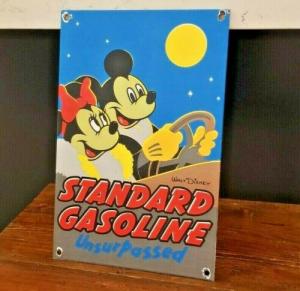 Walt Disney
STANDARD
GASOLINE
Unsurpassed